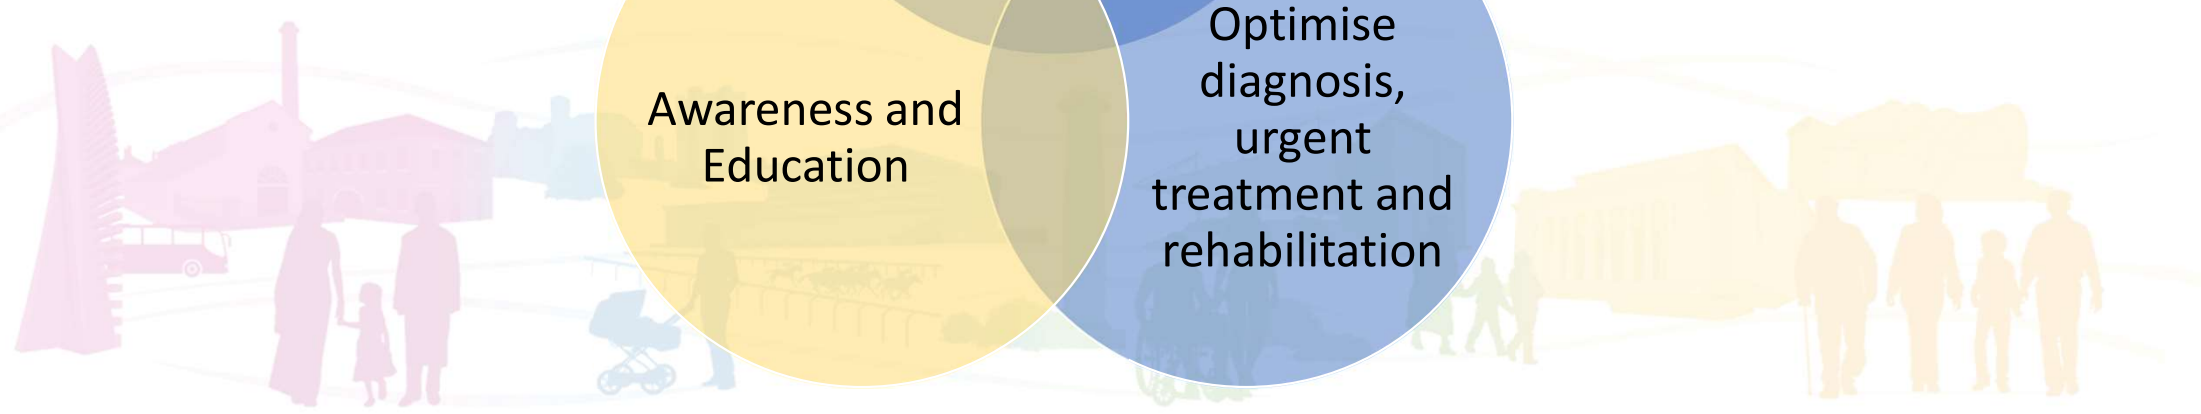 Awareness and
Education
Optimise
diagnosis,
urgent
treatment and
rehabilitation